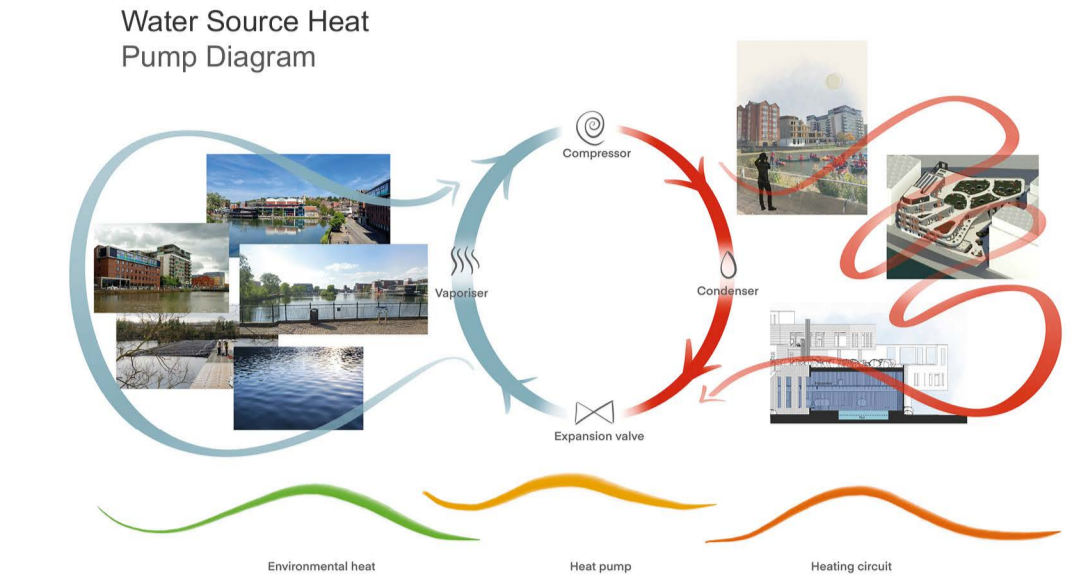 Water Source Heat
Pump Diagram
Compressor
Vaporiser
Condenser
Expansion valve
Environmental heat
Heat pump
Heating circuit